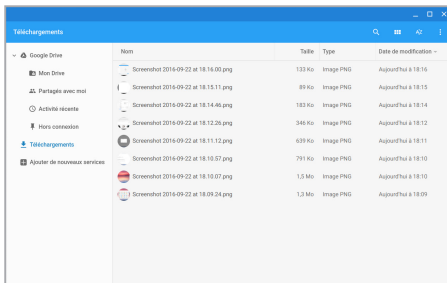 Téléchargements
Google Drive
Mon Drive
Partagés avec moi
Activité récente
Hors connexion
Téléchargements
Ajouter de nouveaux services
Nom Taille Type Date de modification
Screenshot 2016-09-22 at 18.16.00.png 133 Ko Image PNG Aujourd'hui à 18:16
Screenshot 2016-09-22 at 18.15.11.png 89 Ko Image PNG Aujourd'hui à 18:15
Screenshot 2016-09-22 at 18.14.46.png 183 Ko Image PNG Aujourd'hui à 18:14
Screenshot 2016-09-22 at 18.12.26.png 346 Ko Image PNG Aujourd'hui à 18:12
Screenshot 2016-09-22 at 18.11.12.png 639 Ko Image PNG Aujourd'hui à 18:11
Screenshot 2016-09-22 at 18.10.57.png 791 Ko Image PNG Aujourd'hui à 18:10
Screenshot 2016-09-22 at 18.10.07.png 1,5 Mo Image PNG Aujourd'hui à 18:10
Screenshot 2016-09-22 at 18.09.24.png 1,3 Mo Image PNG Aujourd'hui à 18:09